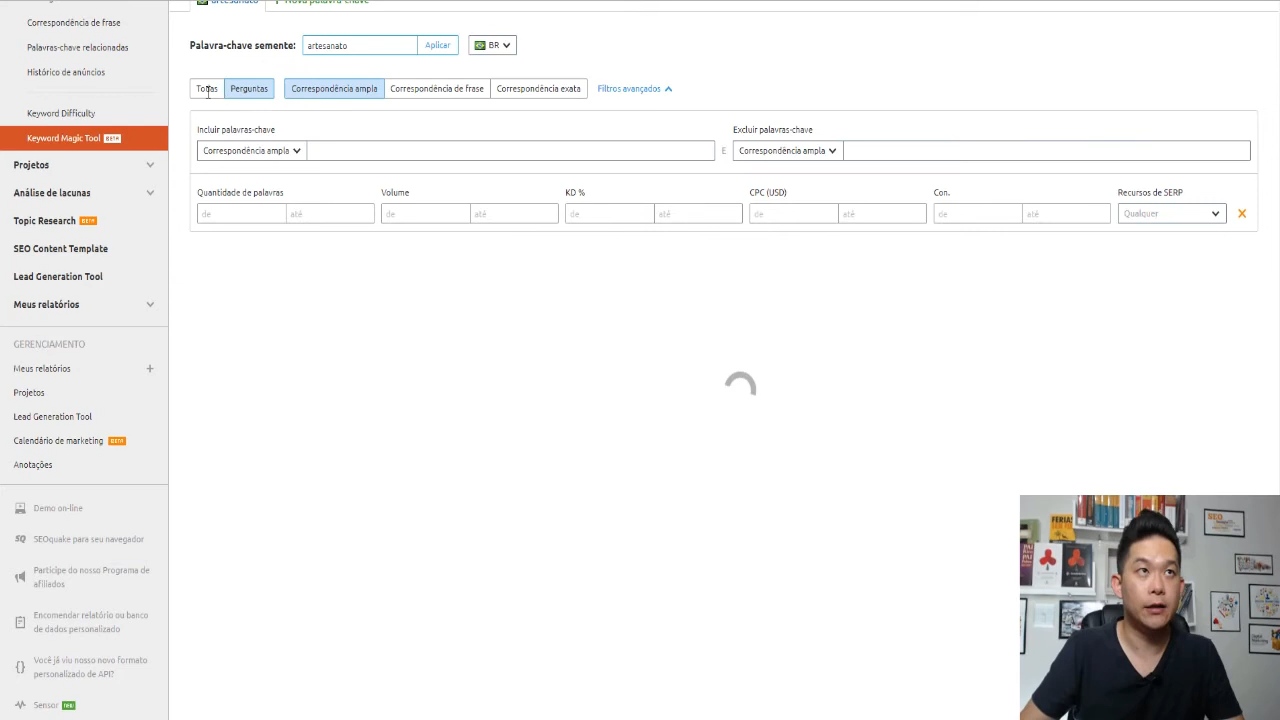 artesanato
Nova palavra-chave
Correspondência de frase
Palavras-chave relacionadas
Histórico de anúncios
Keyword Difficulty
Keyword Magic Tool BETA
Projetos
Análise de lacunas
Topic Research BETA
SEO Content Template
Lead Generation Tool
Meus relatórios
GERENCIAMENTO
Meus relatórios
Projetos
Lead Generation Tool
Calendário de marketing BETA
Anotações
Demo on-line
SEOquake para seu navegador
Participe do nosso Programa de
afiliados
Encomendar relatório ou banco
de dados personalizado
Você já viu nosso novo formato
personalizado de API?
Sensor
Palavra-chave semente: artesanato Aplicar BR
Todas Perguntas Correspondência ampla Correspondência de frase Correspondência exata Filtros avançados
Incluir palavras-chave Excluir palavras-chave
Correspondência ampla E Correspondência ampla
Quantidade de palavras Volume KD % CPC (USD) Con. Recursos de SERP
de até de até de até de até de até Qualquer
FERIAS
SEO